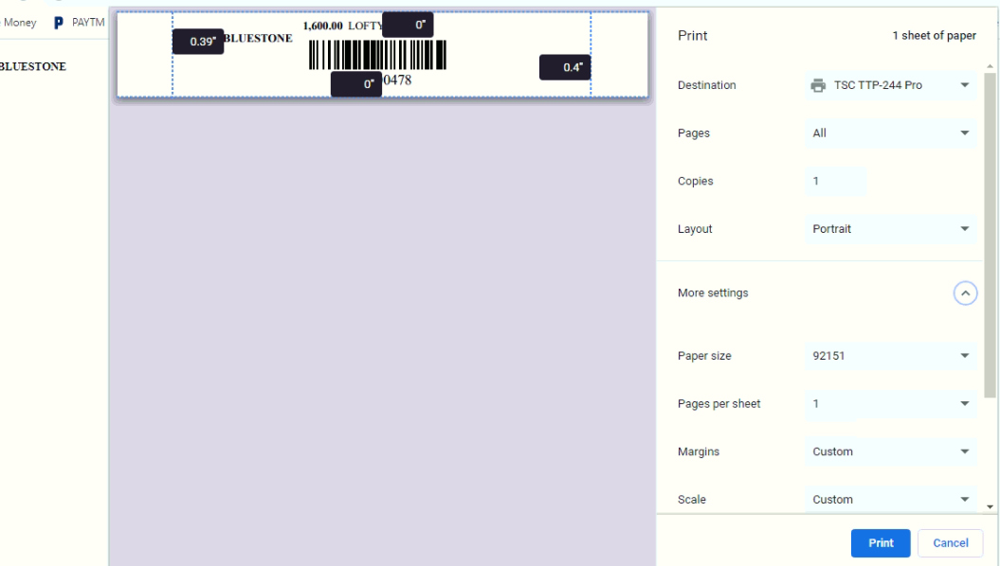 Money PAYTM
BLUESTONE
1,600.00 LOFTY
0"
0.39"
BLUESTONE
0.4"
0"
0478
Print
1 sheet of paper
Destination
TSC TTP-244 Pro
Pages
All
Copies
1
Layout
Portrait
More settings
Paper size
92151
Pages per sheet
1
Margins
Custom
Scale
Custom
Print
Cancel